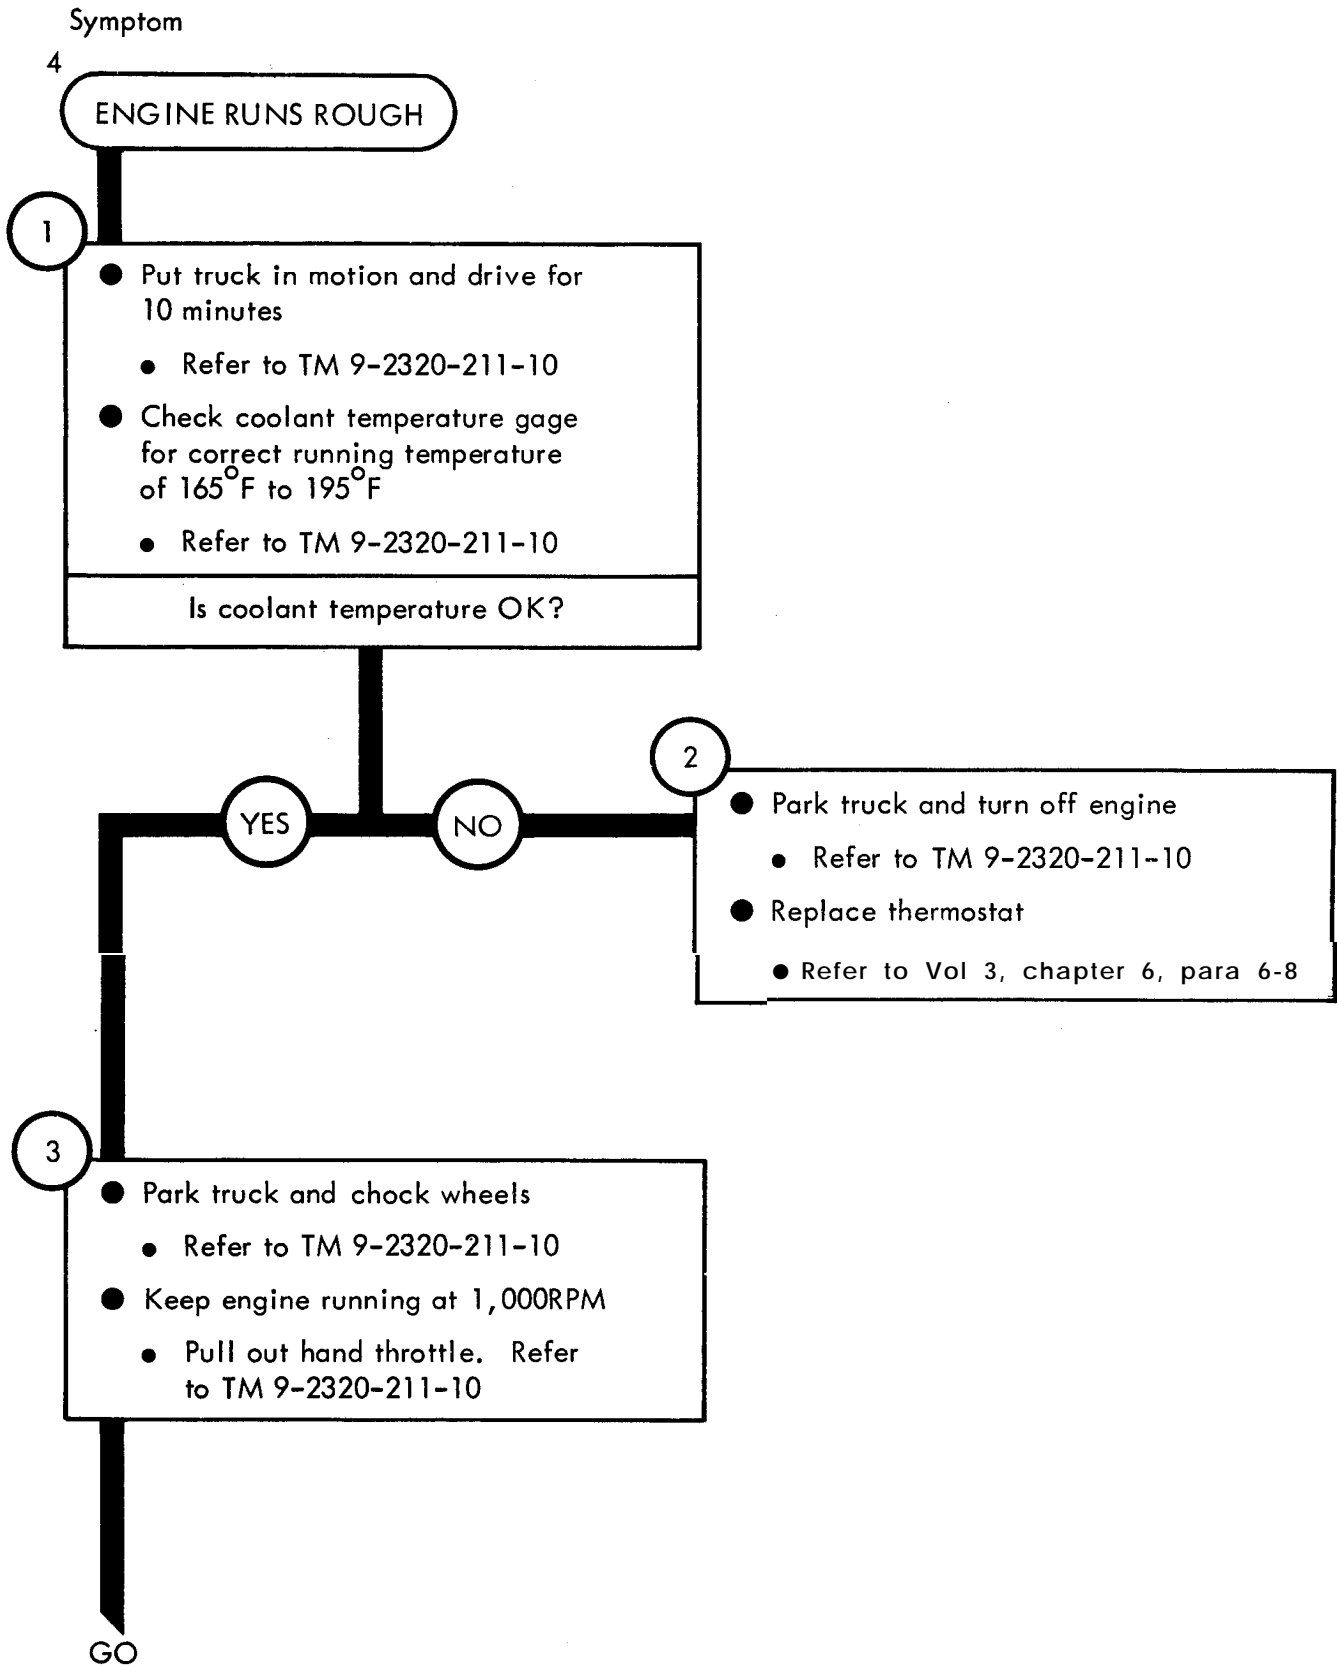 Symptom
4
ENGINE RUNS ROUGH
1
● Put truck in motion and drive for
10 minutes
● Refer to TM 9-2320-211-10
● Check coolant temperature gage
for correct running temperature
of 165°F to 195°F
● Refer to TM 9-2320-211-10
Is coolant temperature OK?
YES
NO
2
● Park truck and turn off engine
● Refer to TM 9-2320-211-10
● Replace thermostat
● Refer to Vol 3, chapter 6, para 6-8
3
● Park truck and chock wheels
● Refer to TM 9-2320-211-10
● Keep engine running at 1,000RPM
● Pull out hand throttle. Refer
to TM 9-2320-211-10
GO